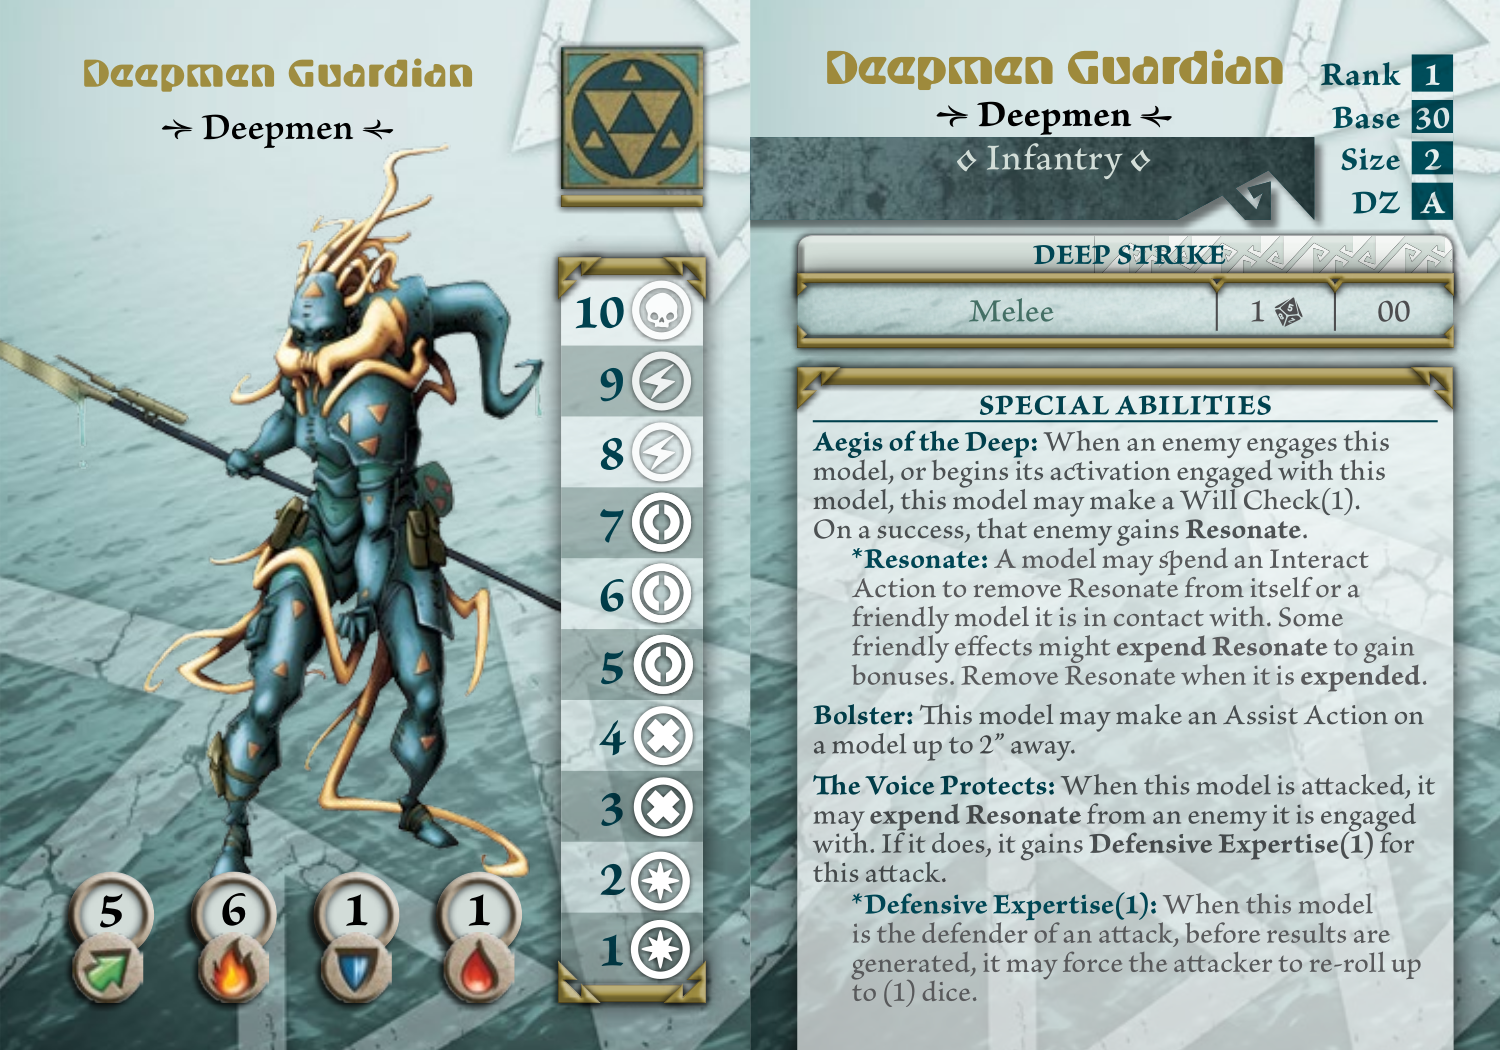 Deepmen Guardian
Deepmen
10
9
8
7
6
5
4
3
2
1
5 6 1 1
Deepmen Guardian
Deepmen
Infantry
Rank 1
Base 30
Size 2
DZ A
DEEP STRIKE
Melee 1 00
SPECIAL ABILITIES
Aegis of the Deep: When an enemy engages this
model, or begins its activation engaged with this
model, this model may make a Will Check(1).
On a success, that enemy gains Resonate.
*Resonate: A model may spend an Interact
Action to remove Resonate from itself or a
friendly model it is in contact with. Some
friendly effects might expend Resonate to gain
bonuses. Remove Resonate when it is expended.
Bolster: This model may make an Assist Action on
a model up to 2” away.
The Voice Protects: When this model is attacked, it
may expend Resonate from an enemy it is engaged
with. If it does, it gains Defensive Expertise(1) for
this attack.
*Defensive Expertise(1): When this model
is the defender of an attack, before results are
generated, it may force the attacker to re-roll up
to (1) dice.